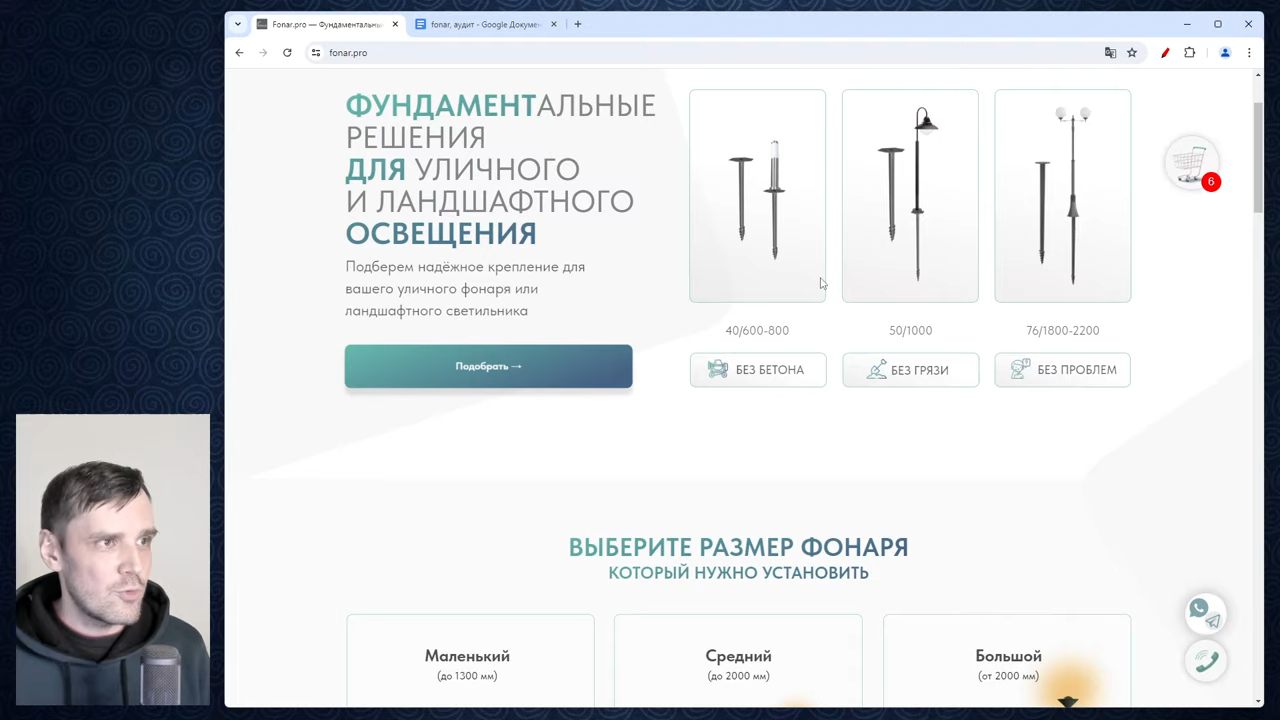 Fonar.pro — Фундаментальны
fonar, аудит - Google Докумен
fonar.pro
ФУНДАМЕНТАЛЬНЫЕ
РЕШЕНИЯ
ДЛЯ УЛИЧНОГО
И ЛАНДШАФТНОГО
ОСВЕЩЕНИЯ
Подберем надёжное крепление для
вашего уличного фонаря или
ландшафтного светильника
Подобрать →
6
40/600-800
50/1000
76/1800-2200
БЕЗ БЕТОНА
БЕЗ ГРЯЗИ
БЕЗ ПРОБЛЕМ
ВЫБЕРИТЕ РАЗМЕР ФОНАРЯ
КОТОРЫЙ НУЖНО УСТАНОВИТЬ
Маленький
(до 1300 мм)
Средний
(до 2000 мм)
Большой
(от 2000 мм)